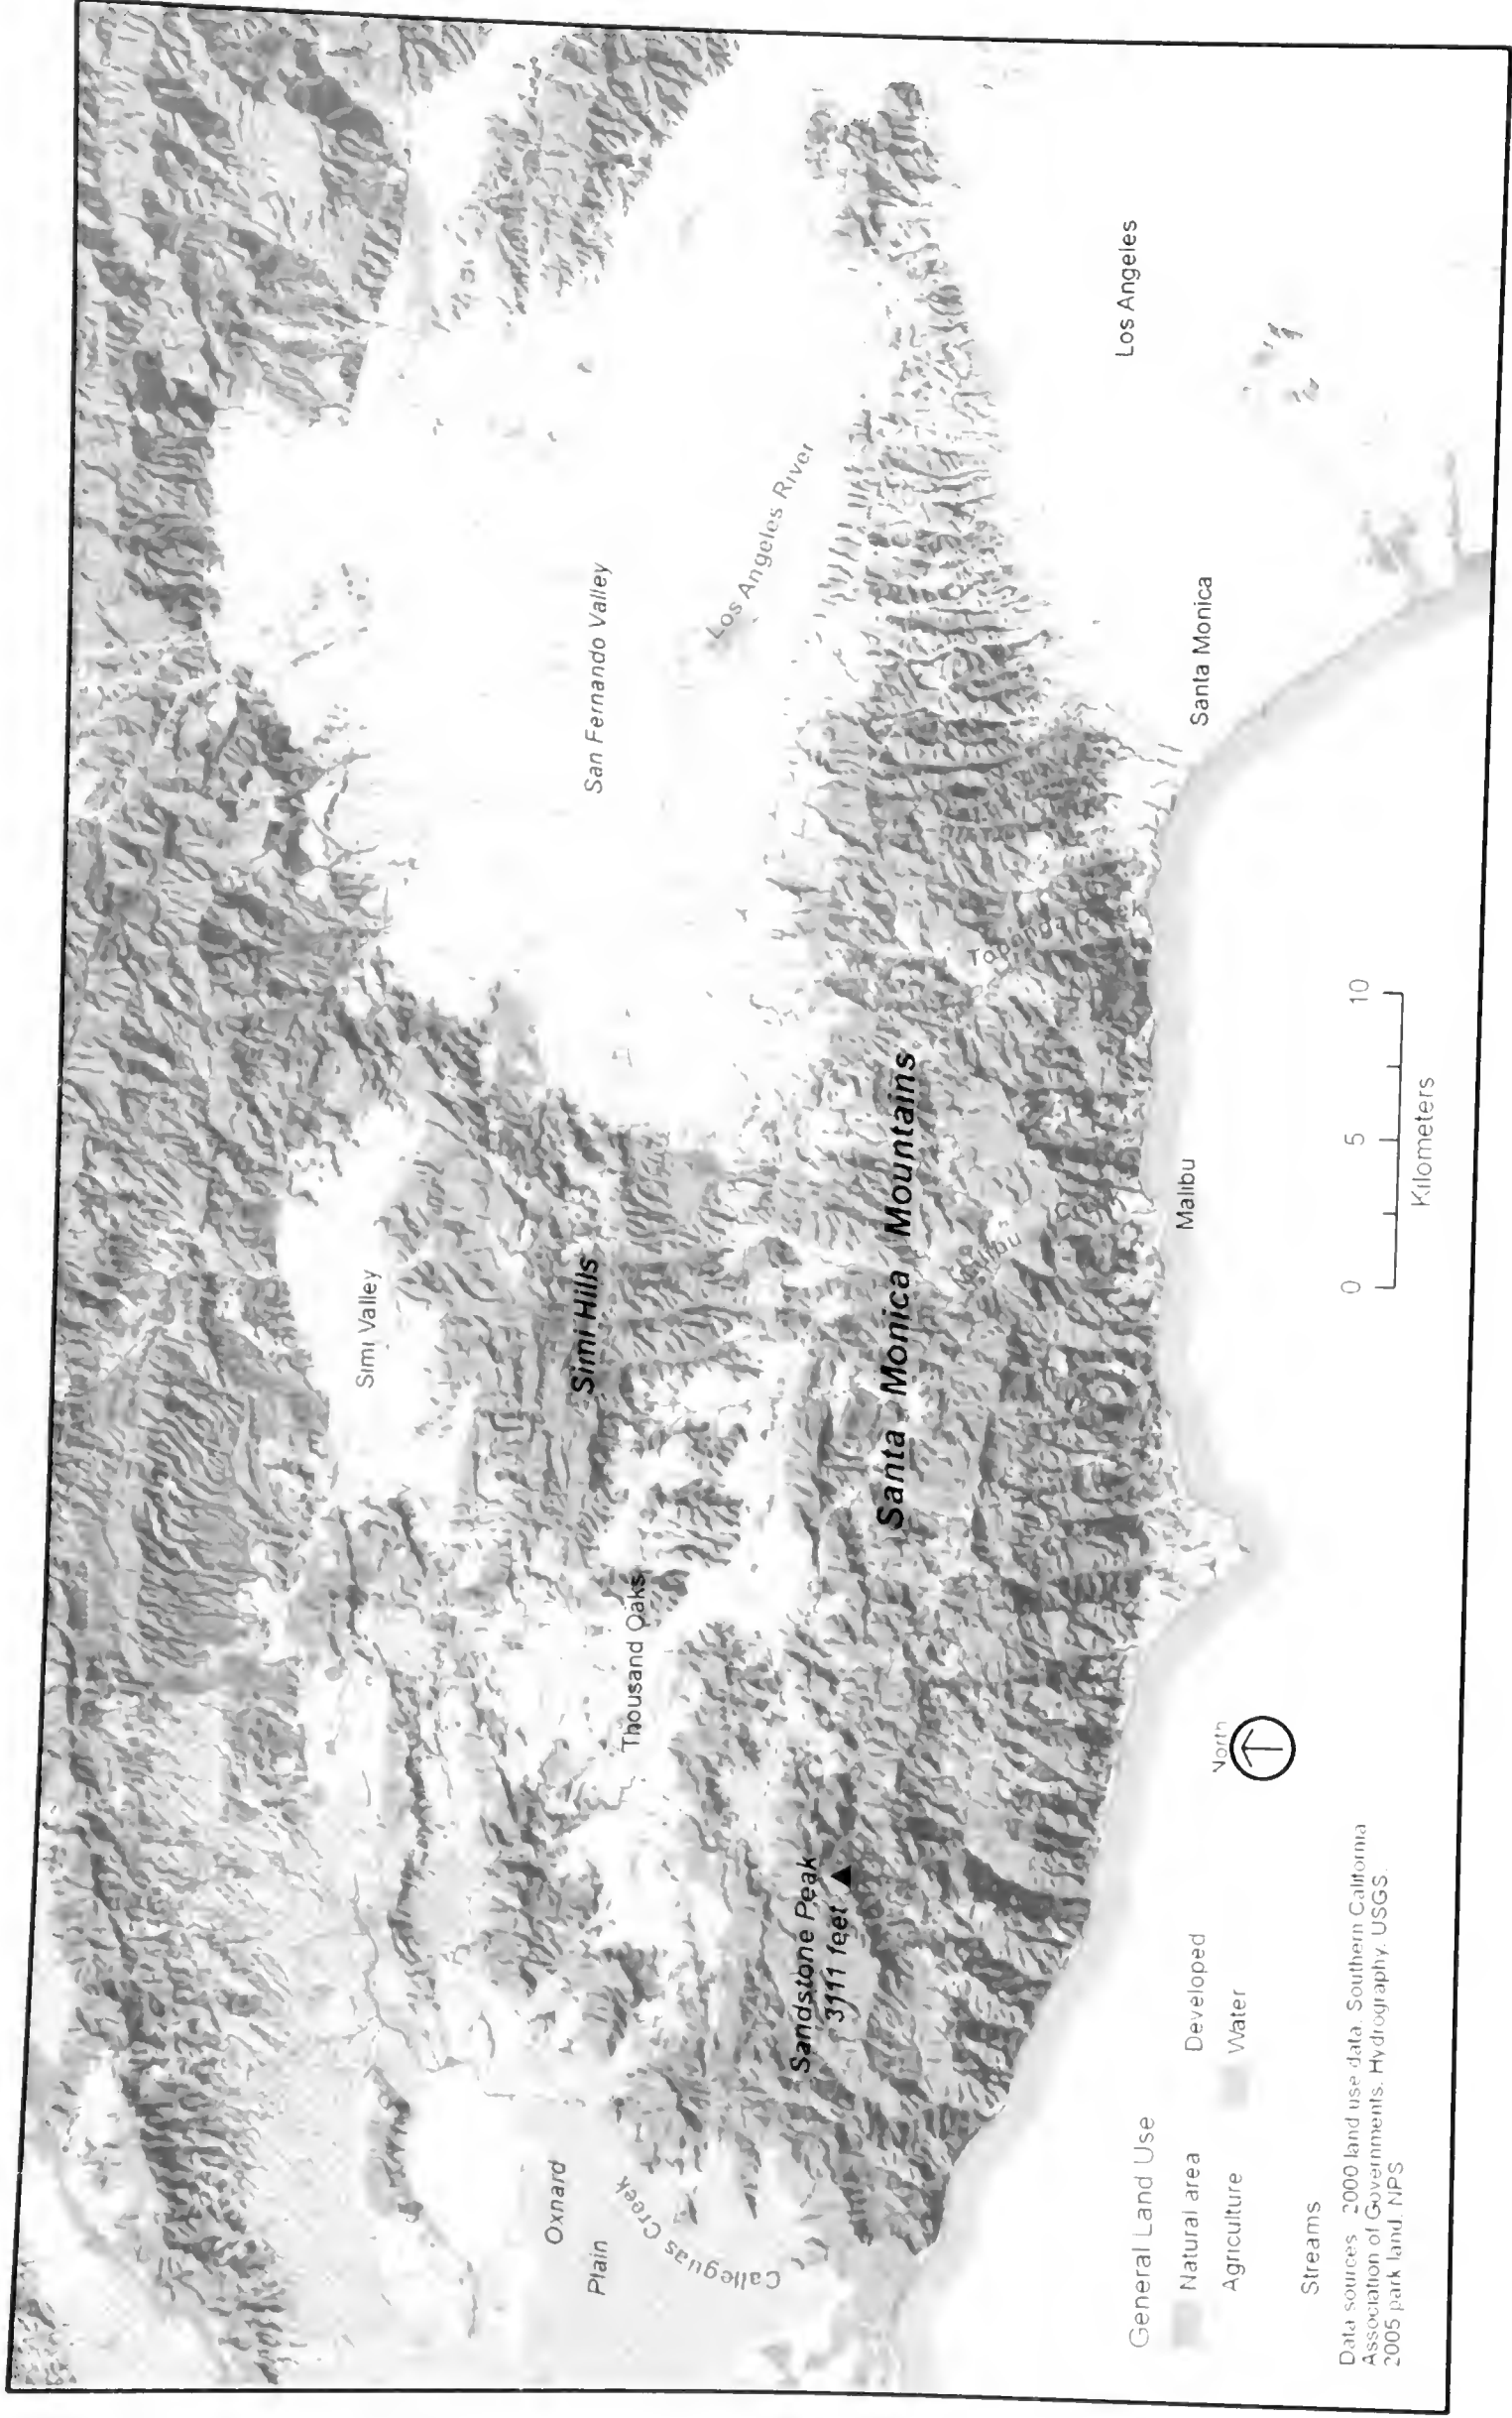 Simi Valley
San Fernando Valley
Simi Hills
Thousand Oaks
Oxnard
Plain
Calleguas Creek
Los Angeles River
Sandstone Peak
3111 feet
Santa Monica Mountains
Topanga
Malibu
Los Angeles
Santa Monica
Malibu
General Land Use
Natural area
Developed
Agriculture
Water
Streams
North
0 5 10
Kilometers
Data sources 2000 land use data, Southern California
Association of Governments. Hydrography, USGS.
2005 park land, NPS